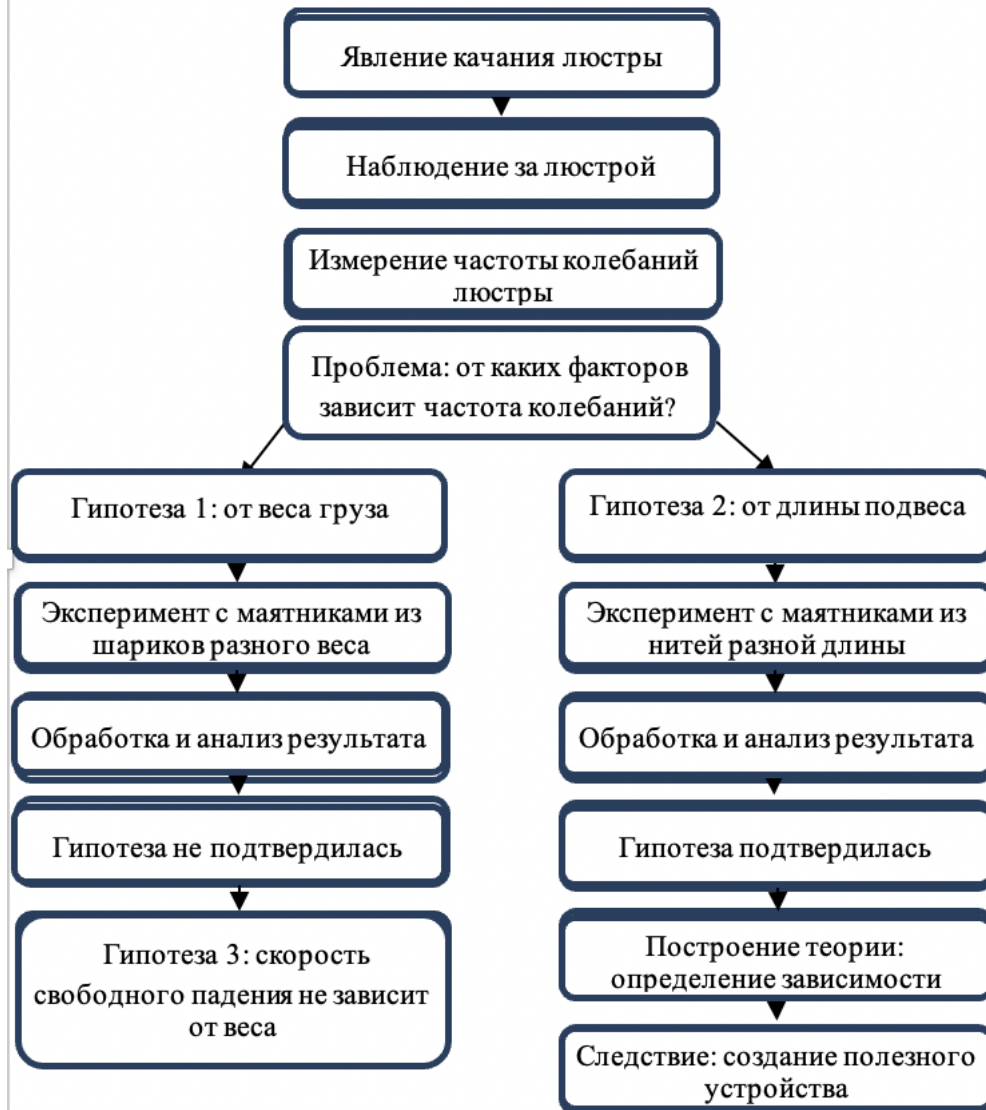 Явление качания люстры
Наблюдение за люстрой
Измерение частоты колебаний
люстры
Проблема: от каких факторов
зависит частота колебаний?
Гипотеза 1: от веса груза
Эксперимент с маятниками из
шариков разного веса
Обработка и анализ результата
Гипотеза не подтвердилась
Гипотеза 3: скорость
свободного падения не зависит
от веса
Гипотеза 2: от длины подвеса
Эксперимент с маятниками из
нитей разной длины
Обработка и анализ результата
Гипотеза подтвердилась
Построение теории:
определение зависимости
Следствие: создание полезного
устройства